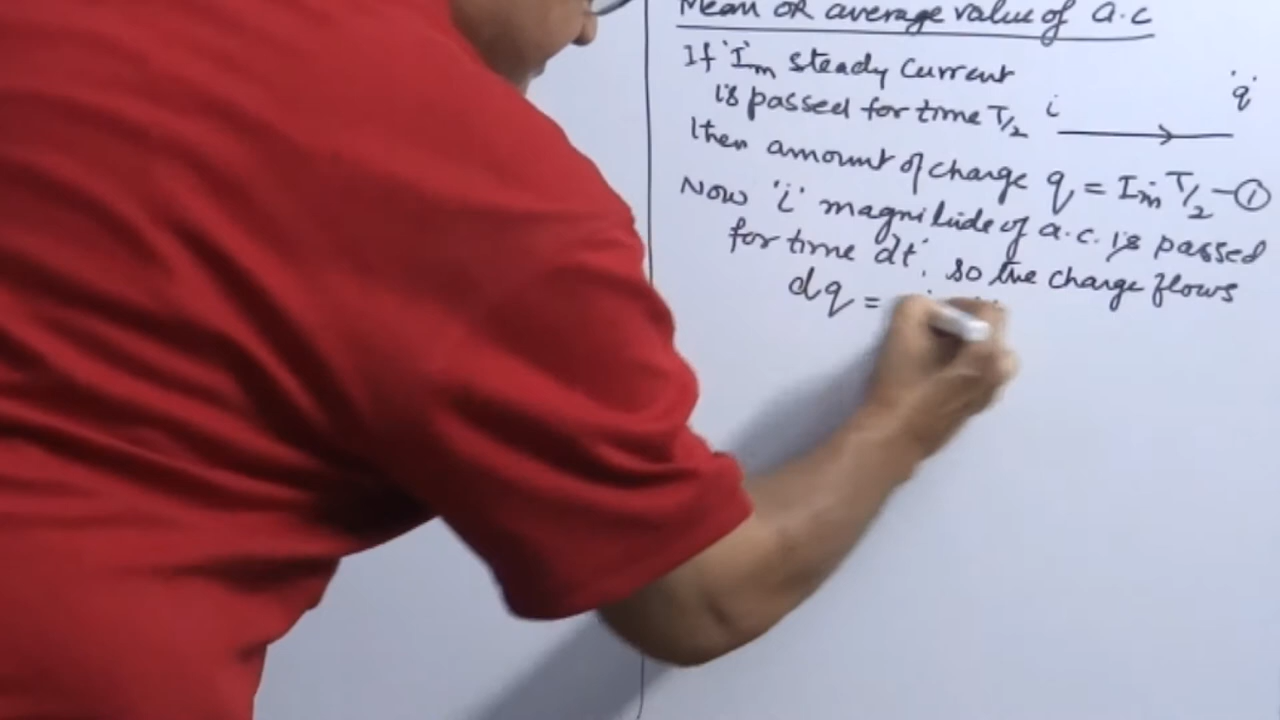 Mean OR average value of a.c
If 'Im steady current
is passed for time T/2
i
'q'
then amount of charge q = Im T/2 - ①
Now 'i' magnitude of a.c. is passed
for time 'dt'. so the charge flows
dq =